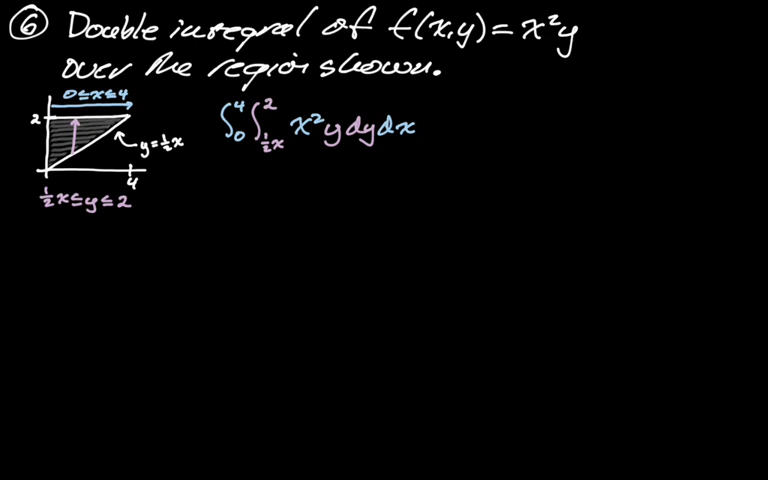 ⑥ Double integral of f(x,y) = x²y
over the region shown.
0≤x≤4
2
y=½x
4
½x≤y≤2
∫₀⁴ ∫_{½x}^{2} x²y dy dx